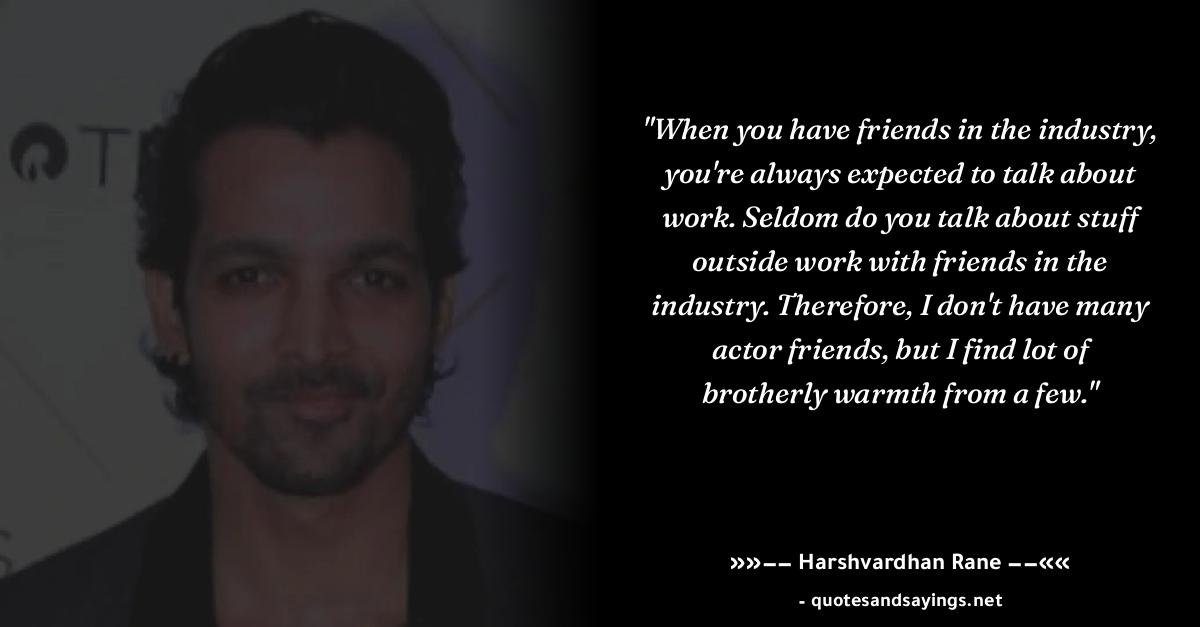 "When you have friends in the industry,
you're always expected to talk about
work. Seldom do you talk about stuff
outside work with friends in the
industry. Therefore, I don't have many
actor friends, but I find lot of
brotherly warmth from a few."
»»−− Harshvardhan Rane −−««
- quotesandsayings.net